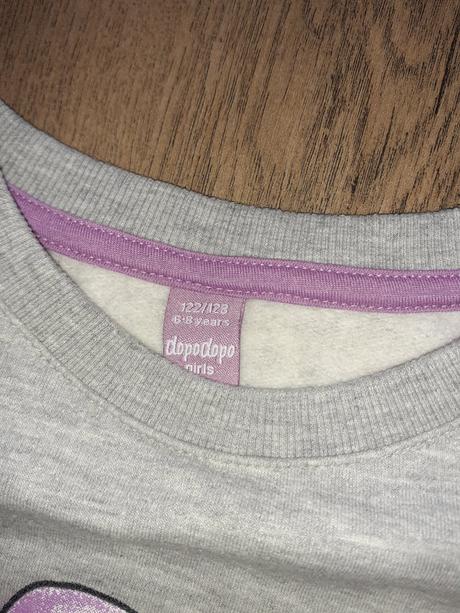 122/128
6-8 years
dopodopo
girls